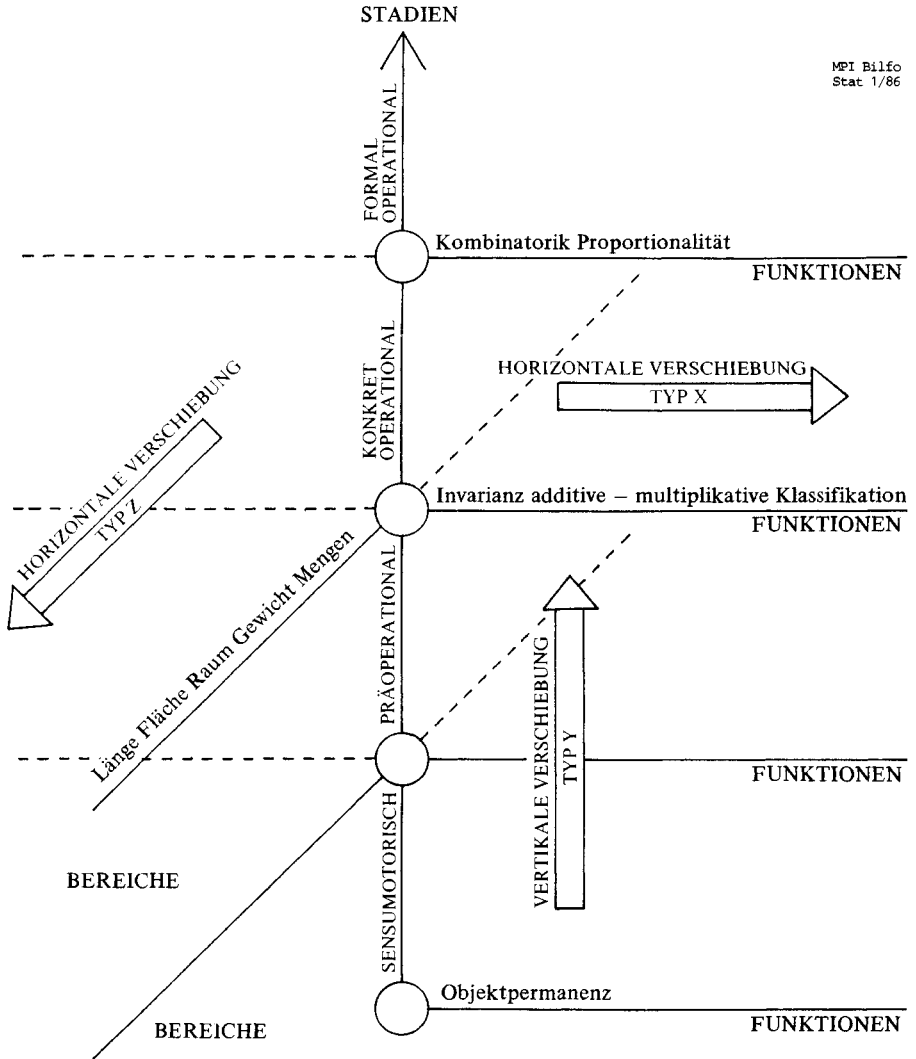 STADIEN
MPI Bilfo
Stat 1/86
FORMAL
OPERATIONAL
Kombinatorik Proportionalität
FUNKTIONEN
KONKRET
OPERATIONAL
HORIZONTALE VERSCHIEBUNG
TYP X
HORIZONTALE VERSCHIEBUNG
TYP Z
Invarianz additive – multiplikative Klassifikation
FUNKTIONEN
Länge Fläche Raum Gewicht Mengen
PRÄOPERATIONAL
VERTIKALE VERSCHIEBUNG
TYP Y
FUNKTIONEN
BEREICHE
SENSUMOTORISCH
Objektpermanenz
FUNKTIONEN
BEREICHE